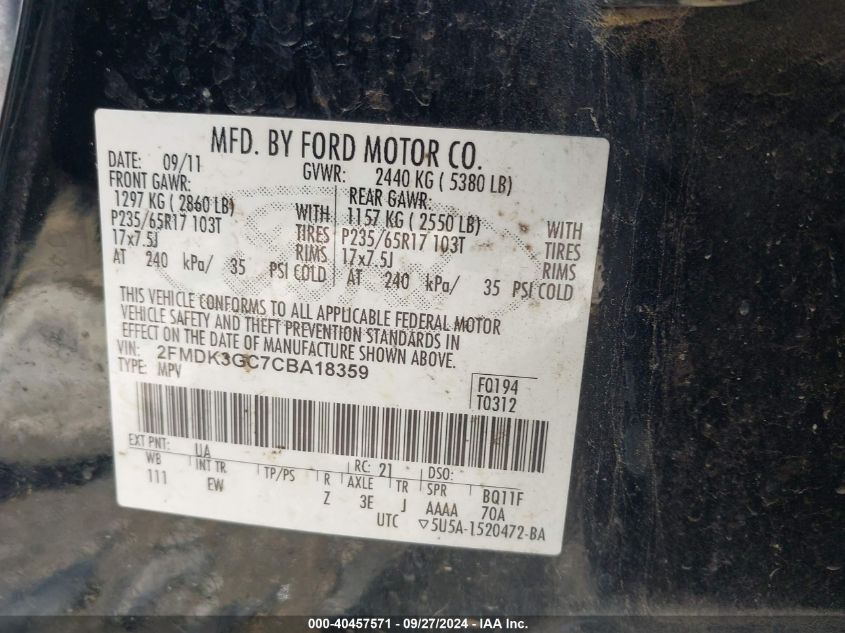 MFD. BY FORD MOTOR CO.
DATE: 09/11 GVWR: 2440 KG ( 5380 LB)
FRONT GAWR: REAR GAWR:
1297 KG ( 2860 LB) WITH 1157 KG ( 2550 LB) WITH
P235/65R17 103T TIRES P235/65R17 103T TIRES
17x7.5J RIMS 17x7.5J RIMS
AT 240 kPa/ 35 PSI COLD AT 240 kPa/ 35 PSI COLD
THIS VEHICLE CONFORMS TO ALL APPLICABLE FEDERAL MOTOR
VEHICLE SAFETY AND THEFT PREVENTION STANDARDS IN
EFFECT ON THE DATE OF MANUFACTURE SHOWN ABOVE.
VIN: 2FMDK3GC7CBA18359
TYPE: MPV
F0194
T0312
EXT PNT: UA RC: 21 DSO:
WB INT TR TP/PS R AXLE TR SPR BQ11F
111 EW Z 3E J AAAA 70A
UTC ▽5U5A-1520472-BA
000-40457571 - 09/27/2024 - www.iaai.com